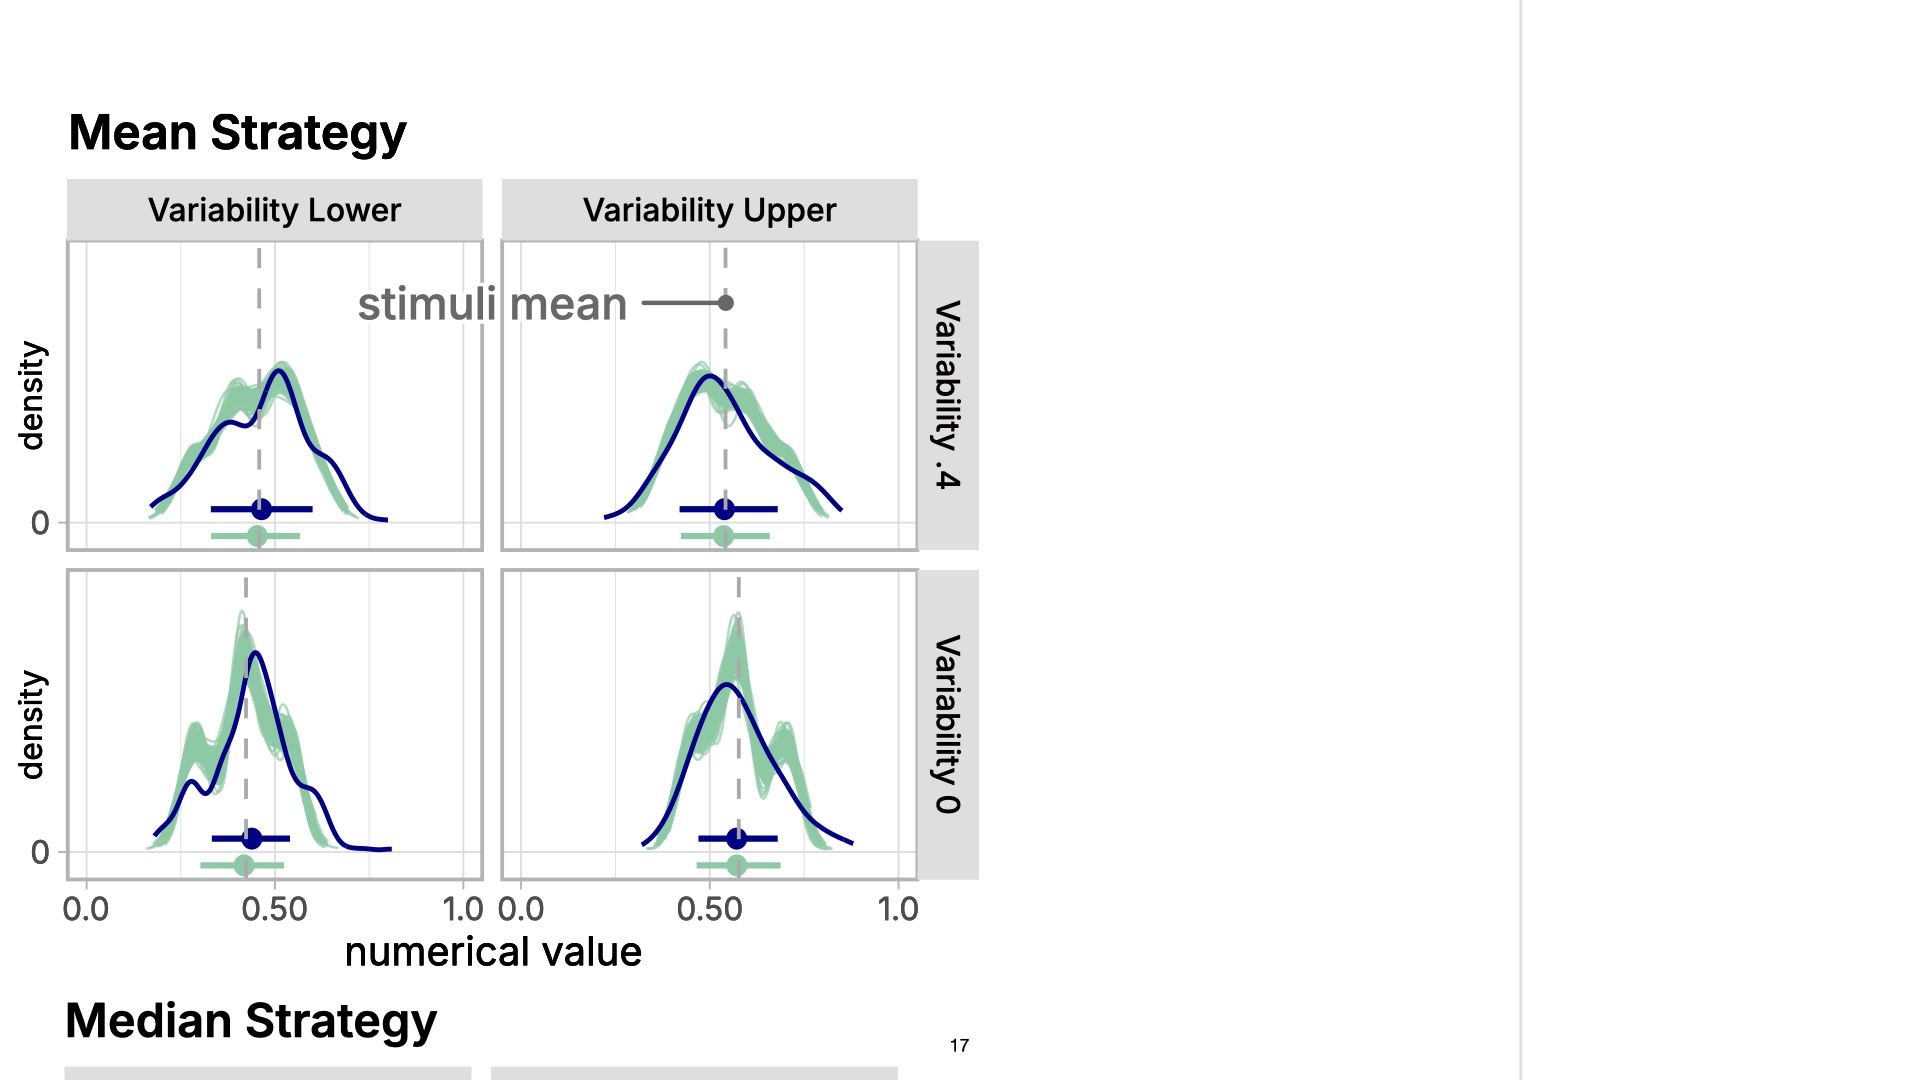 Mean Strategy
Variability Lower
Variability Upper
stimuli mean
density
0
Variability .4
density
0
Variability 0
0.0 0.50 1.0 0.0 0.50 1.0
numerical value
Median Strategy
17